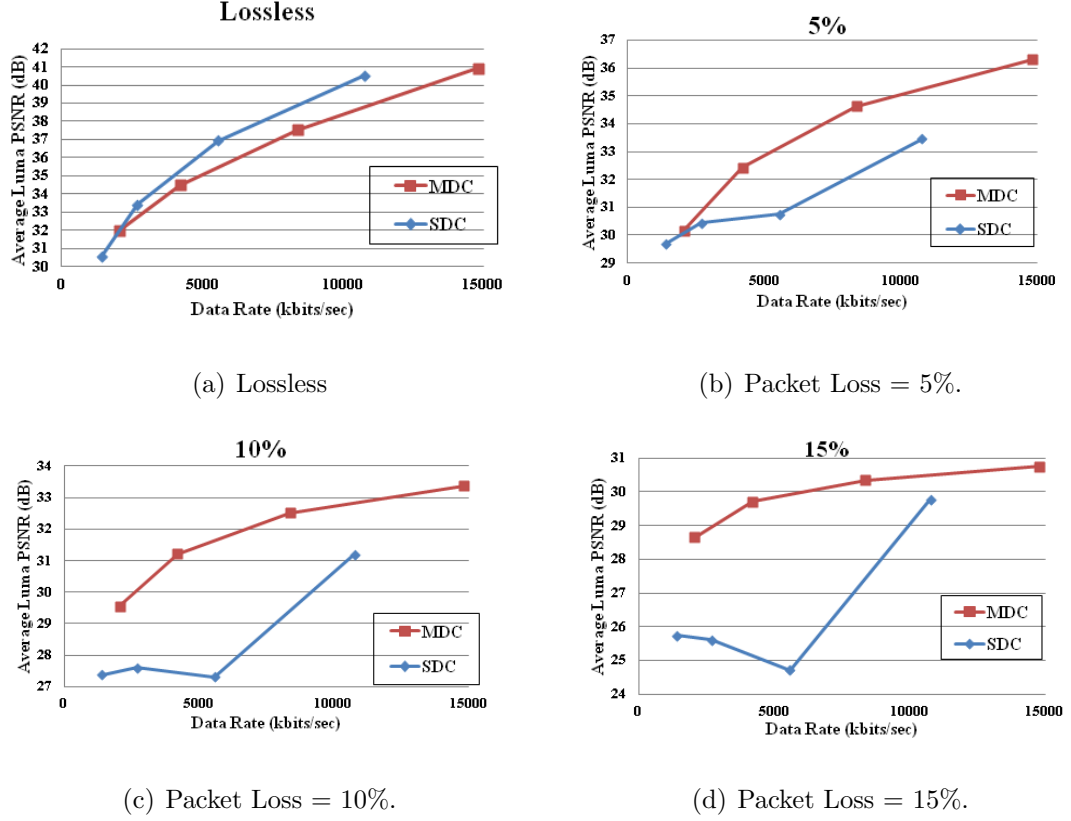 Lossless
Average Luma PSNR (dB)
42
41
40
39
38
37
36
35
34
33
32
31
30
0
5000
10000
15000
Data Rate (kbits/sec)
MDC
SDC
(a) Lossless
5%
Average Luma PSNR (dB)
37
36
35
34
33
32
31
30
29
0
5000
10000
15000
Data Rate (kbits/sec)
MDC
SDC
(b) Packet Loss = 5%.
10%
Average Luma PSNR (dB)
34
33
32
31
30
29
28
27
0
5000
10000
15000
Data Rate (kbits/sec)
MDC
SDC
(c) Packet Loss = 10%.
15%
Average Luma PSNR (dB)
31
30
29
28
27
26
25
24
0
5000
10000
15000
Data Rate (kbits/sec)
MDC
SDC
(d) Packet Loss = 15%.